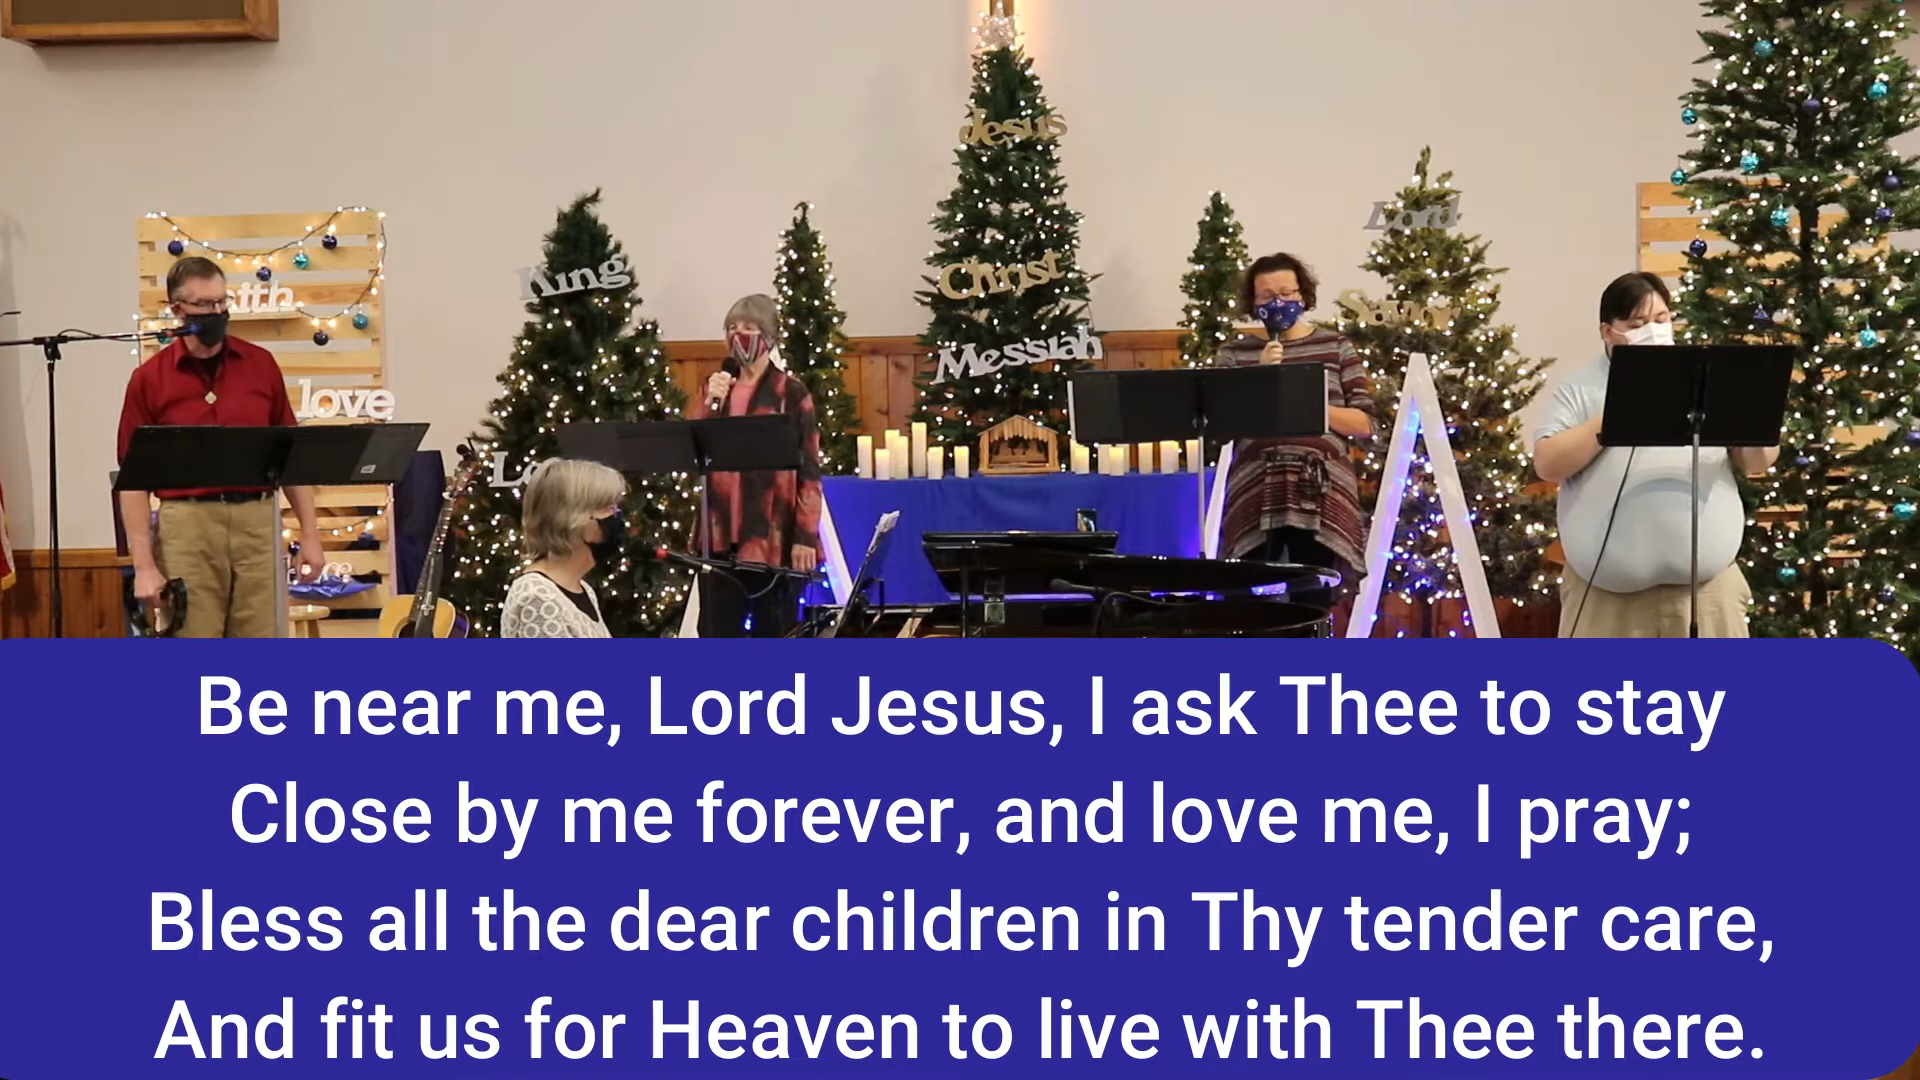 Jesus
Lord
King
Christ
faith
Savior
Messiah
love
Be near me, Lord Jesus, I ask Thee to stay
Close by me forever, and love me, I pray;
Bless all the dear children in Thy tender care,
And fit us for Heaven to live with Thee there.